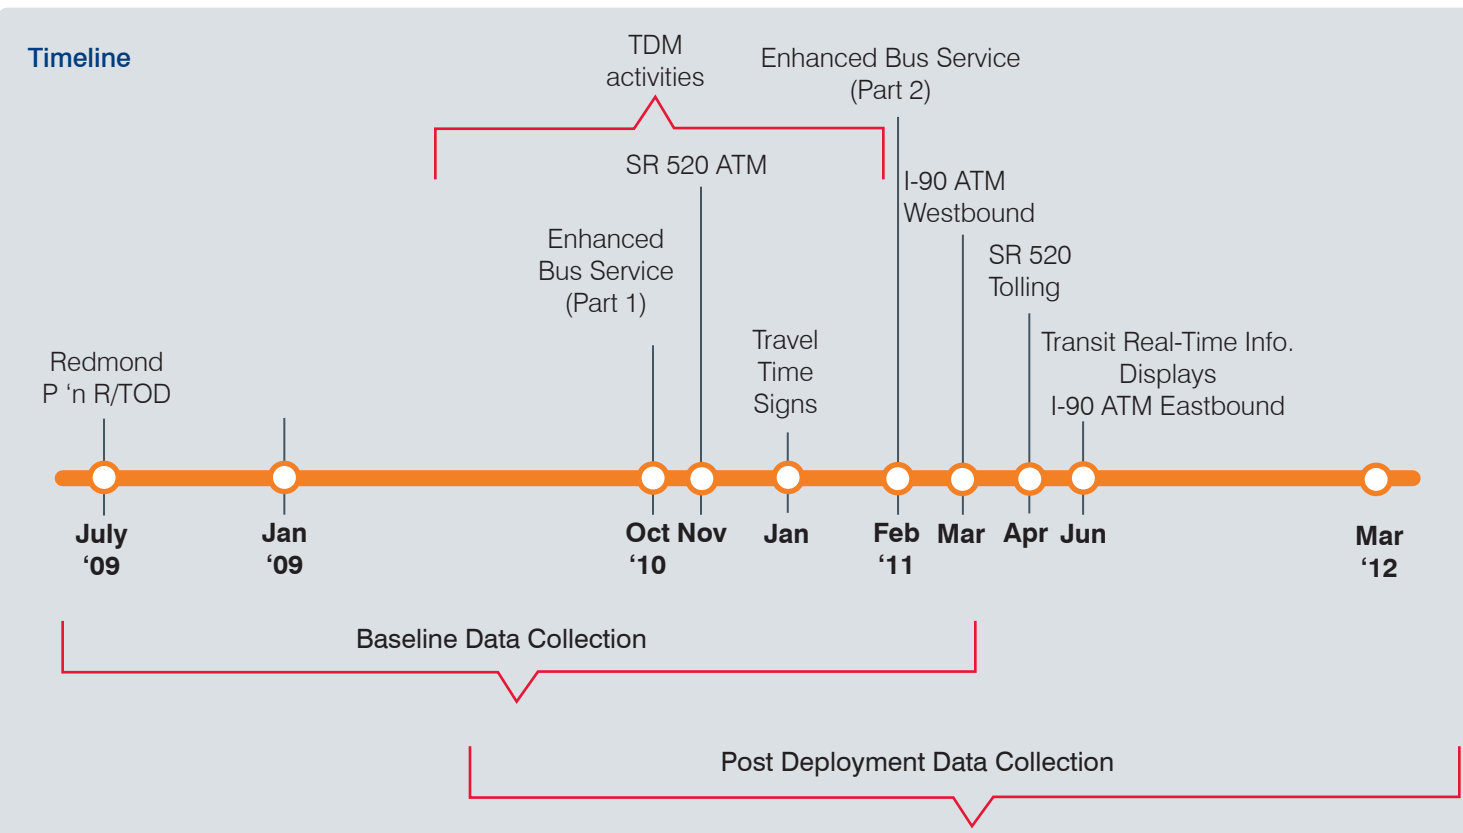 Timeline
TDM
activities
Enhanced Bus Service
(Part 2)
SR 520 ATM
I-90 ATM
Westbound
Enhanced
Bus Service
(Part 1)
SR 520
Tolling
Travel
Time
Signs
Transit Real-Time Info.
Displays
I-90 ATM Eastbound
Redmond
P ‘n R/TOD
July
‘09
Jan
‘09
Oct
‘10
Nov
Jan
Feb
‘11
Mar
Apr
Jun
Mar
‘12
Baseline Data Collection
Post Deployment Data Collection